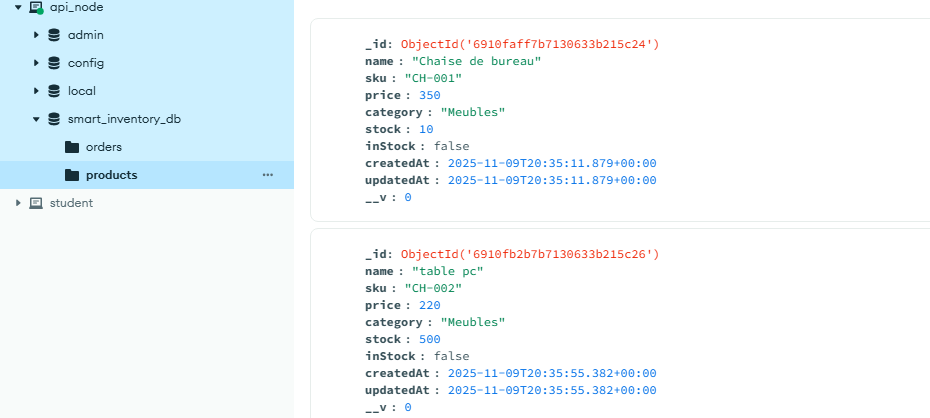 api_node
admin
config
local
smart_inventory_db
orders
products ...
student
_id: ObjectId('6910faff7b7130633b215c24')
name : "Chaise de bureau"
sku : "CH-001"
price : 350
category : "Meubles"
stock : 10
inStock : false
createdAt : 2025-11-09T20:35:11.879+00:00
updatedAt : 2025-11-09T20:35:11.879+00:00
__v : 0
_id: ObjectId('6910fb2b7b7130633b215c26')
name : "table pc"
sku : "CH-002"
price : 220
category : "Meubles"
stock : 500
inStock : false
createdAt : 2025-11-09T20:35:55.382+00:00
updatedAt : 2025-11-09T20:35:55.382+00:00
__v : 0